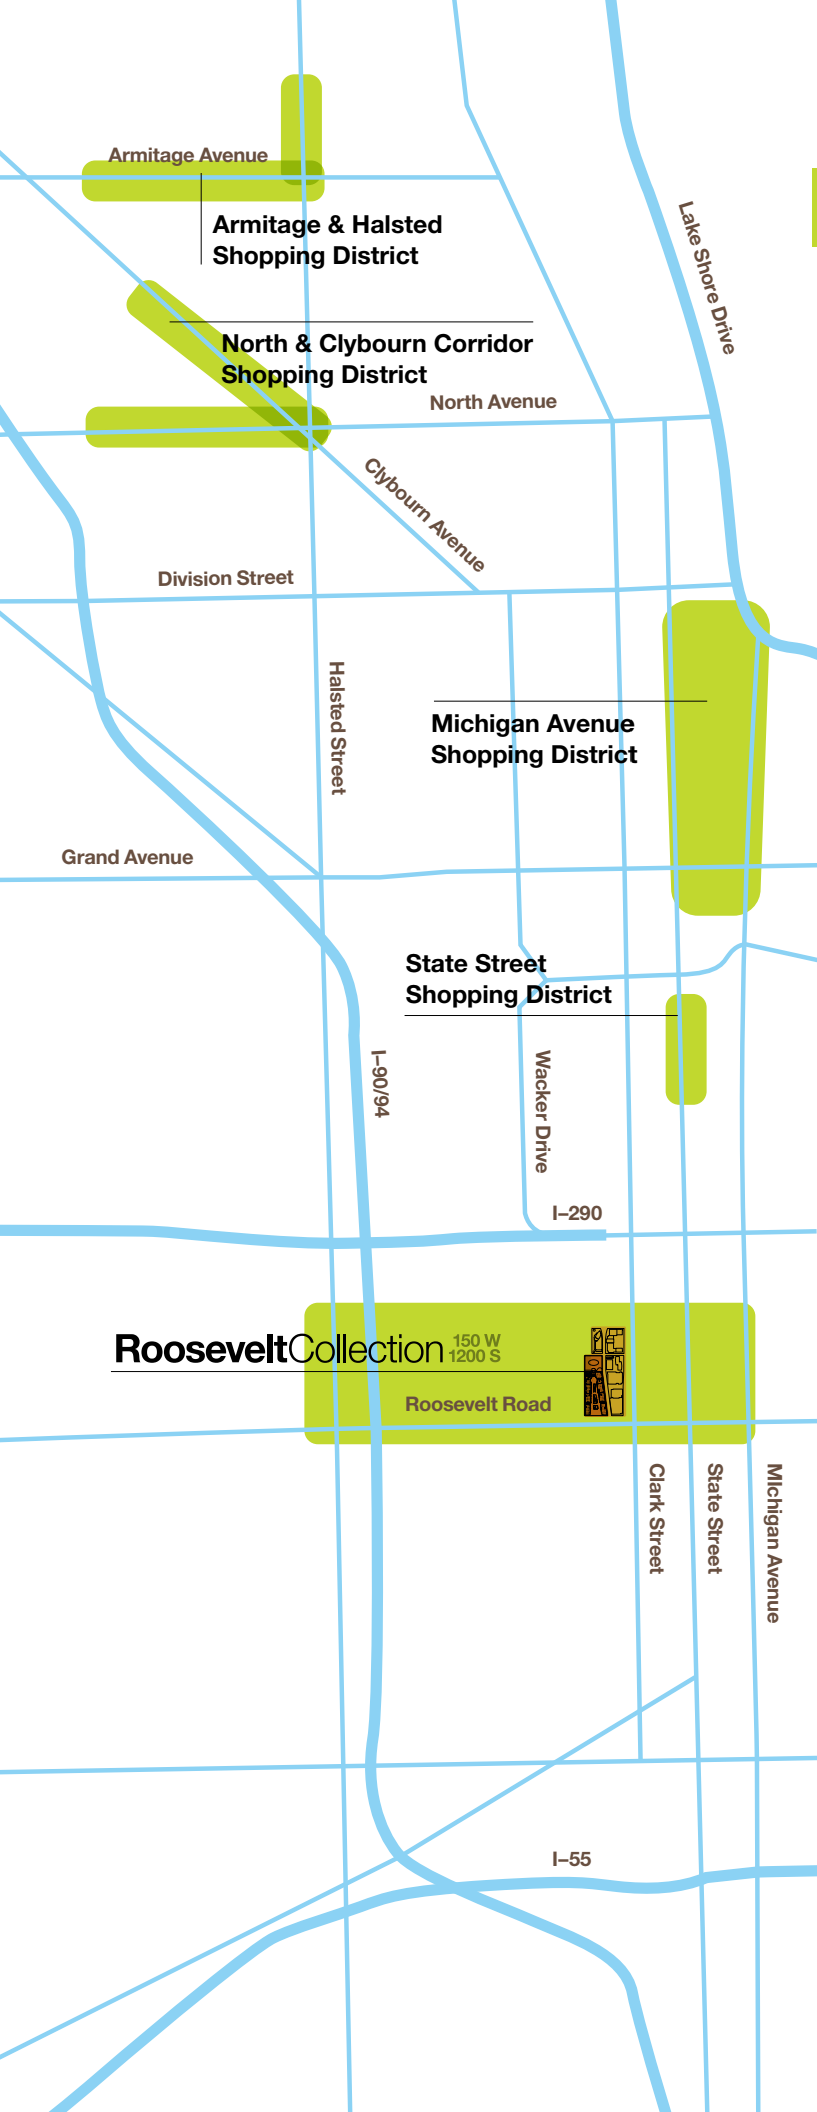 Armitage Avenue
Armitage & Halsted
Shopping District
Lake Shore Drive
North & Clybourn Corridor
Shopping District
North Avenue
Clybourn Avenue
Division Street
Halsted Street
Michigan Avenue
Shopping District
Grand Avenue
State Street
Shopping District
I–90/94
Wacker Drive
I–290
RooseveltCollection 150 W
1200 S
Roosevelt Road
Clark Street
State Street
MIchigan Avenue
I–55